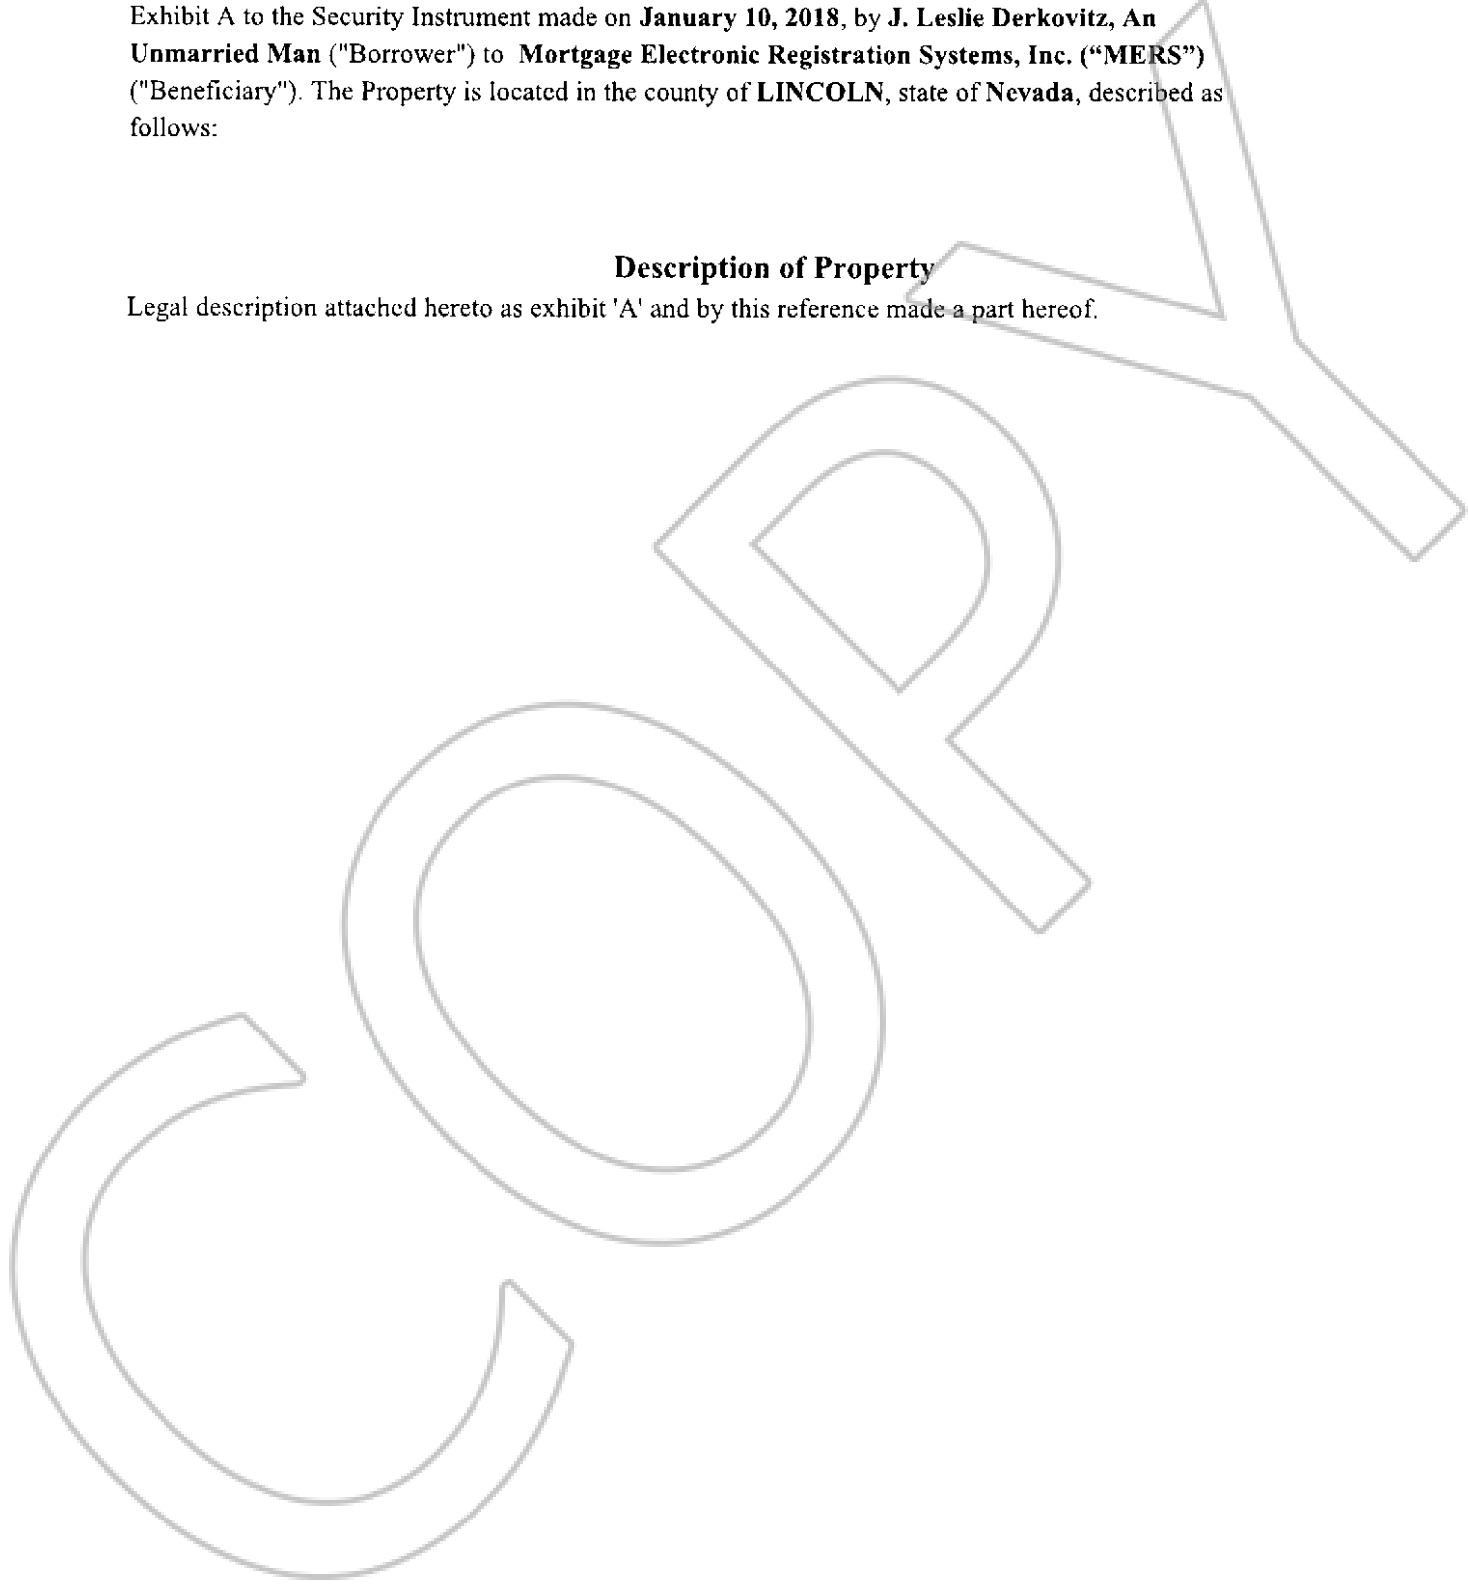 Exhibit A to the Security Instrument made on January 10, 2018, by J. Leslie Derkovitz, An
Unmarried Man ("Borrower") to Mortgage Electronic Registration Systems, Inc. (“MERS”)
("Beneficiary"). The Property is located in the county of LINCOLN, state of Nevada, described as
follows:
Description of Property
Legal description attached hereto as exhibit 'A' and by this reference made a part hereof.
COPY